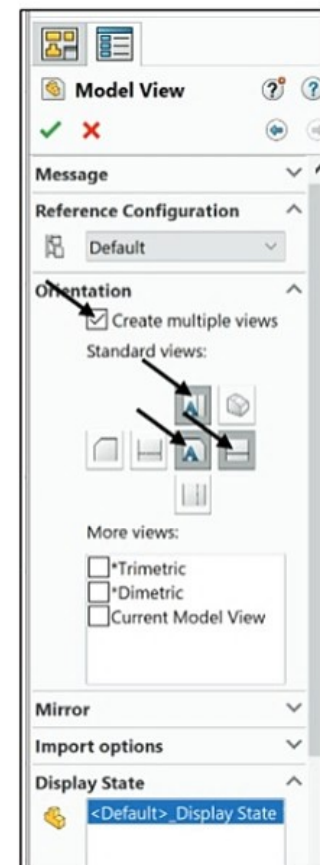 Model View
Message
Reference Configuration
Default
Orientation
Create multiple views
Standard views:
A
A
More views:
*Trimetric
*Dimetric
Current Model View
Mirror
Import options
Display State
<Default>_Display State